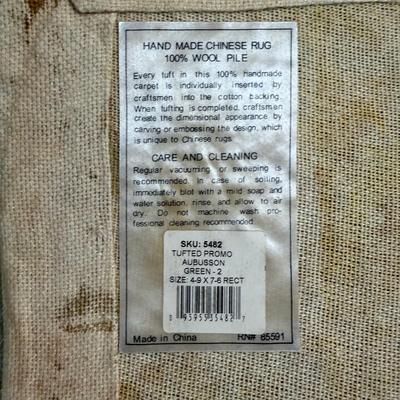 HAND MADE CHINESE RUG
100% WOOL PILE
Every tuft in this 100% handmade
carpet is individually inserted by
craftsmen into the cotton backing.
When tufting is completed, craftsmen
create the dimensional appearance by
carving or embossing the design, which
is unique to Chinese rugs.
CARE AND CLEANING
Regular vacuuming or sweeping is
recommended. In case of soiling,
immediately blot with a mild soap and
water solution, rinse, and allow to air
dry. Do not machine wash pro-
fessional cleaning recommended.
SKU: 5482
TUFTED PROMO
AUBUSSON
GREEN - 2
SIZE: 4-9 X 7-6 RECT
95955 35482 7
Made in China RN# 85591